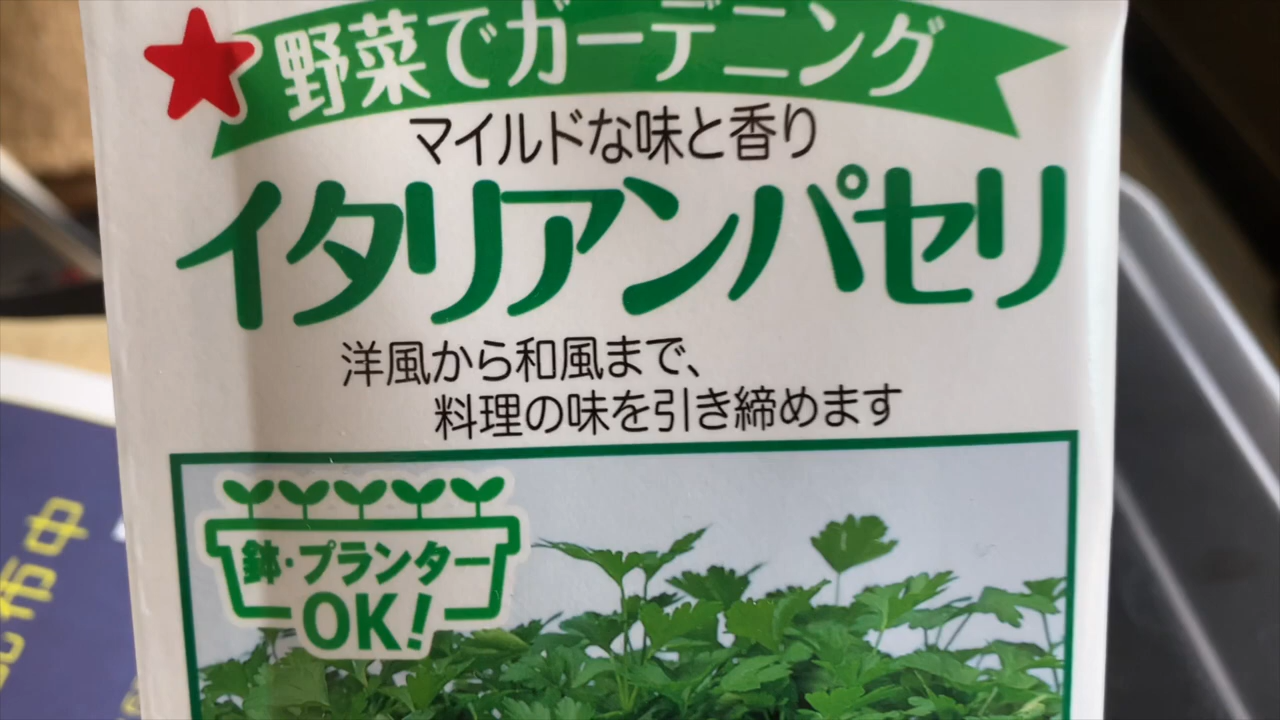 野菜でガーデニング
マイルドな味と香り
イタリアンパセリ
洋風から和風まで、
料理の味を引き締めます
鉢・プランター
OK!
布中